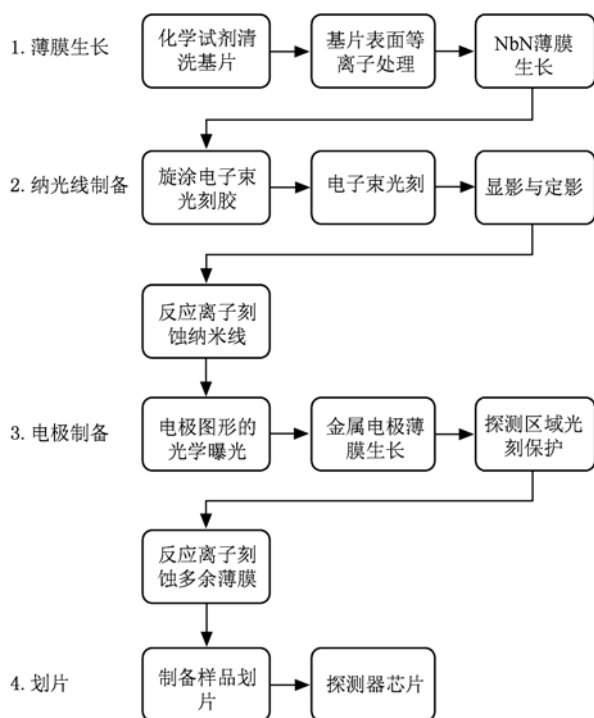 1. 薄膜生长
化学试剂清
洗基片
基片表面等
离子处理
NbN薄膜
生长
2. 纳光线制备
旋涂电子束
光刻胶
电子束光刻
显影与定影
反应离子刻
蚀纳米线
3. 电极制备
电极图形的
光学曝光
金属电极薄
膜生长
探测区域光
刻保护
反应离子刻
蚀多余薄膜
4. 划片
制备样品划
片
探测器芯片